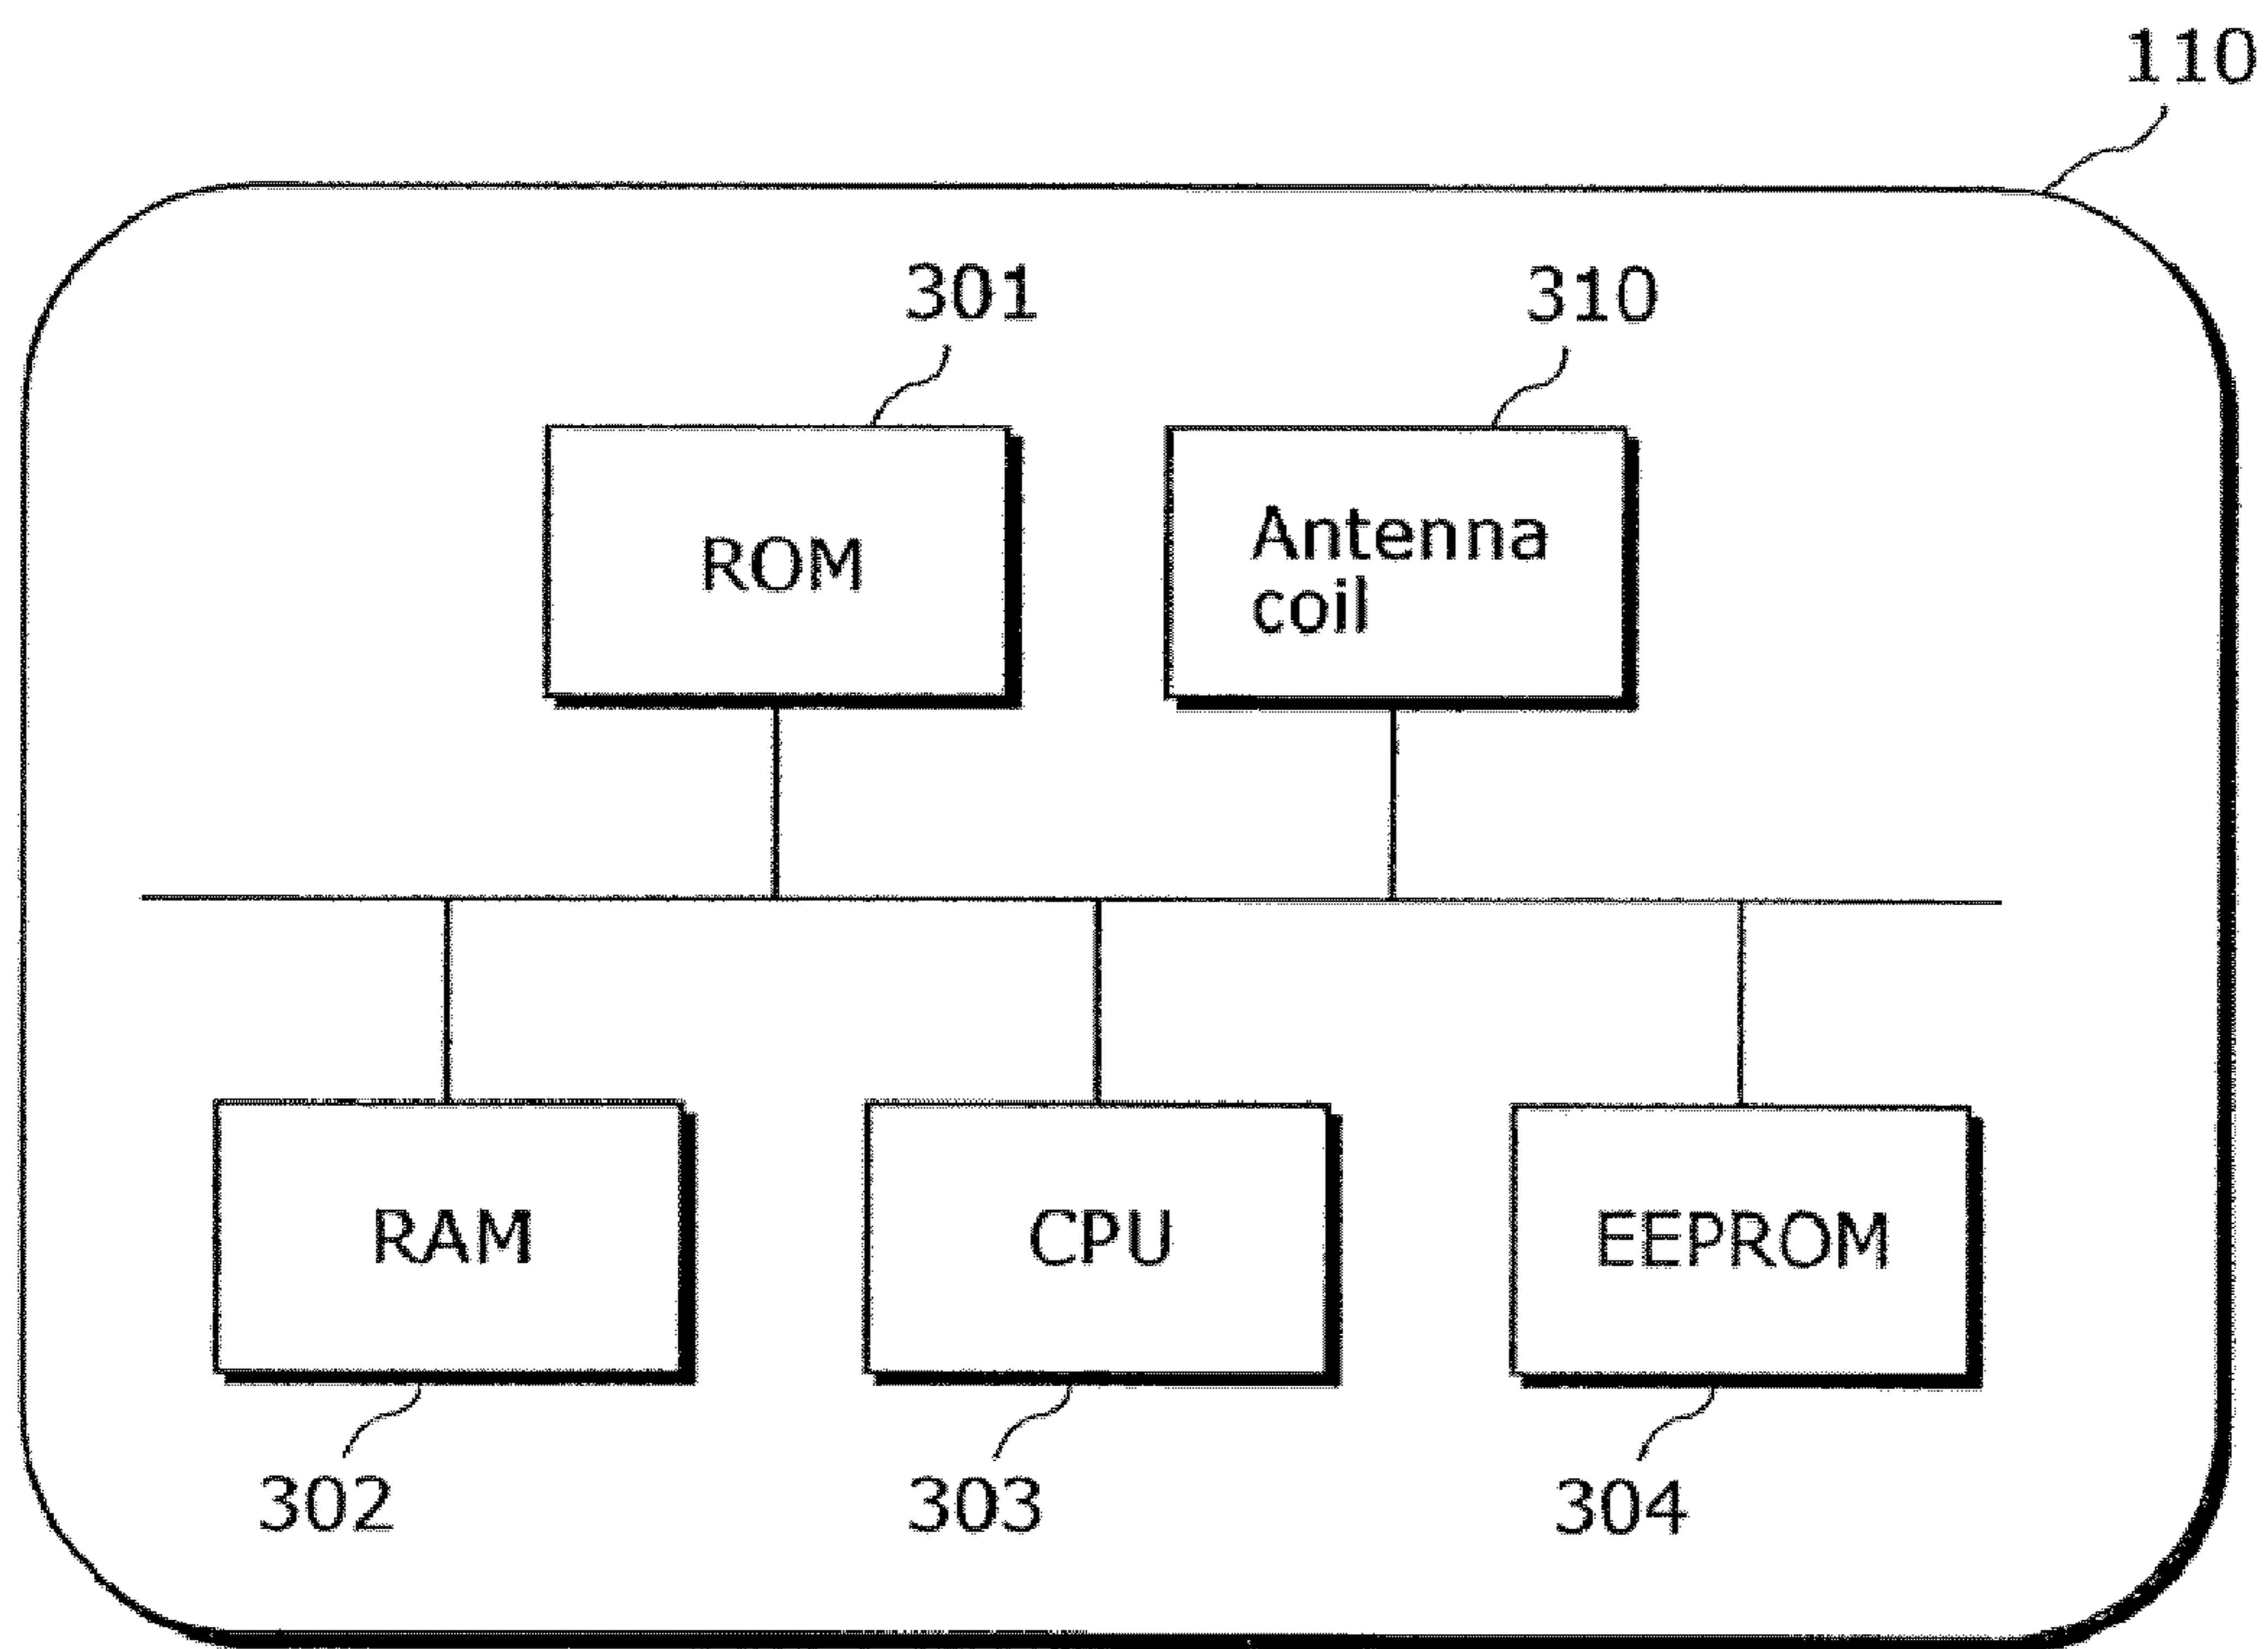 110
301
310
ROM
Antenna
coil
RAM
CPU
EEPROM
302
303
304